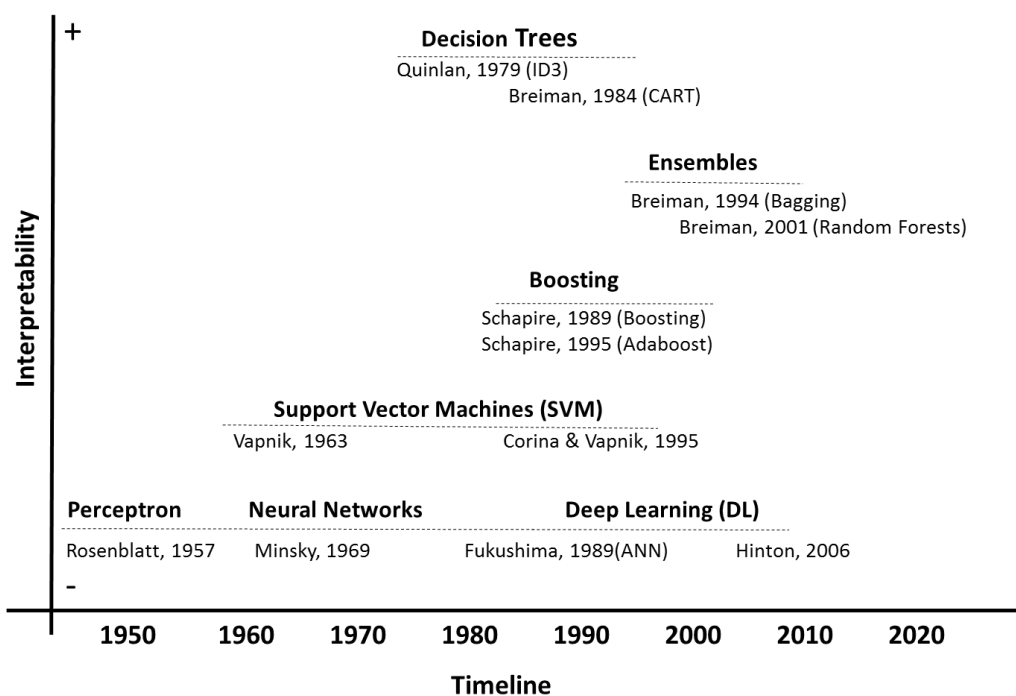 +
Decision Trees
Quinlan, 1979 (ID3)
Breiman, 1984 (CART)
Ensembles
Breiman, 1994 (Bagging)
Breiman, 2001 (Random Forests)
Interpretability
Boosting
Schapire, 1989 (Boosting)
Schapire, 1995 (Adaboost)
Support Vector Machines (SVM)
Vapnik, 1963 Corina & Vapnik, 1995
Perceptron Neural Networks Deep Learning (DL)
Rosenblatt, 1957 Minsky, 1969 Fukushima, 1989(ANN) Hinton, 2006
-
1950 1960 1970 1980 1990 2000 2010 2020
Timeline